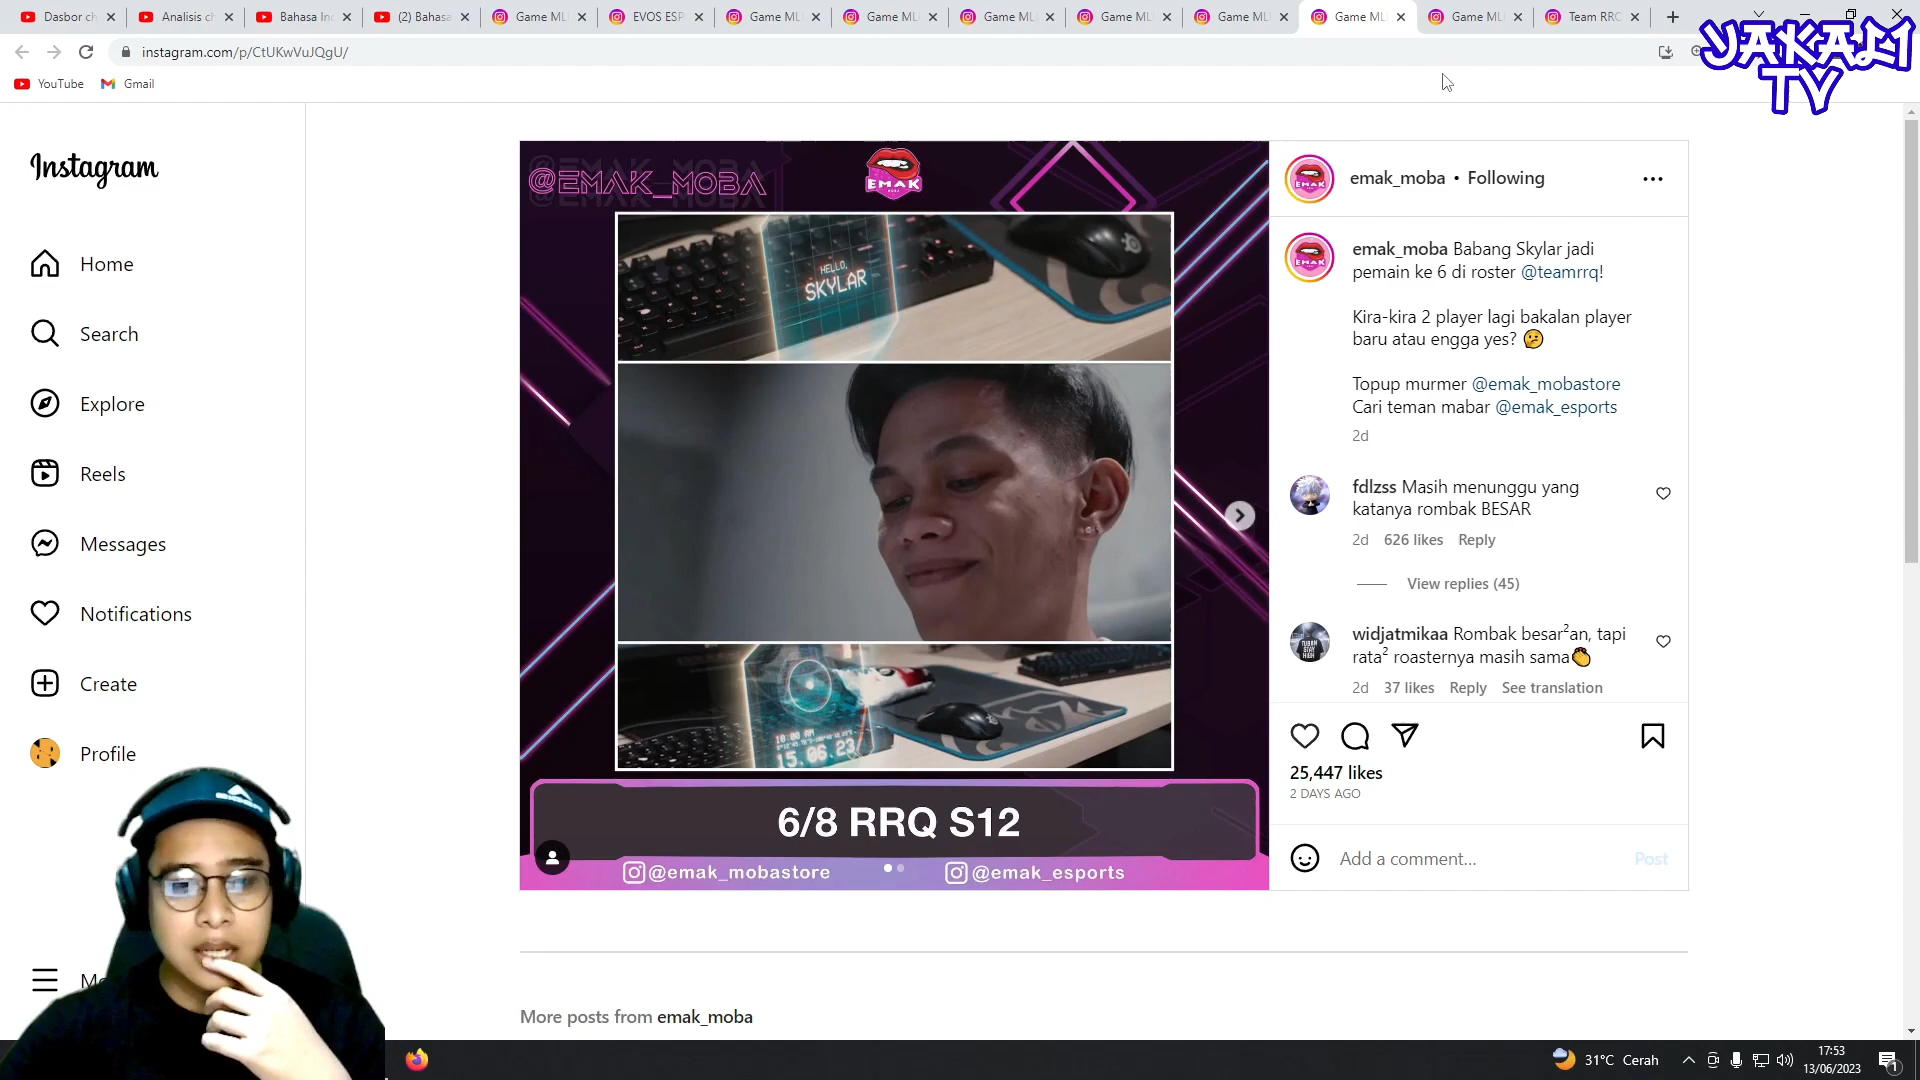 Dasbor ch
Analisis ch
Bahasa Ind
(2) Bahasa
Game ML
EVOS ESP
Game ML
Game ML
Game ML
Game ML
Game ML
Game ML
Game ML
Team RRQ
YAKALI
TV
instagram.com/p/CtUKwVuJQgU/
YouTube
Gmail
Instagram
Home
Search
Explore
Reels
Messages
Notifications
Create
Profile
@EMAK_MOBA
EMAK
HELLO,
SKYLAR
10:00 AM
15.06.23
6/8 RRQ S12
@emak_mobastore
@emak_esports
emak_moba • Following
emak_moba Babang Skylar jadi
pemain ke 6 di roster @teamrrq!
Kira-kira 2 player lagi bakalan player
baru atau engga yes? 🤔
Topup murmer @emak_mobastore
Cari teman mabar @emak_esports
2d
fdlzss Masih menunggu yang
katanya rombak BESAR
2d 626 likes Reply
View replies (45)
widjatmikaa Rombak besar²an, tapi
rata² roasternya masih sama👏
2d 37 likes Reply See translation
25,447 likes
2 DAYS AGO
Add a comment...
Post
More posts from emak_moba
31°C Cerah
17:53
13/06/2023
1